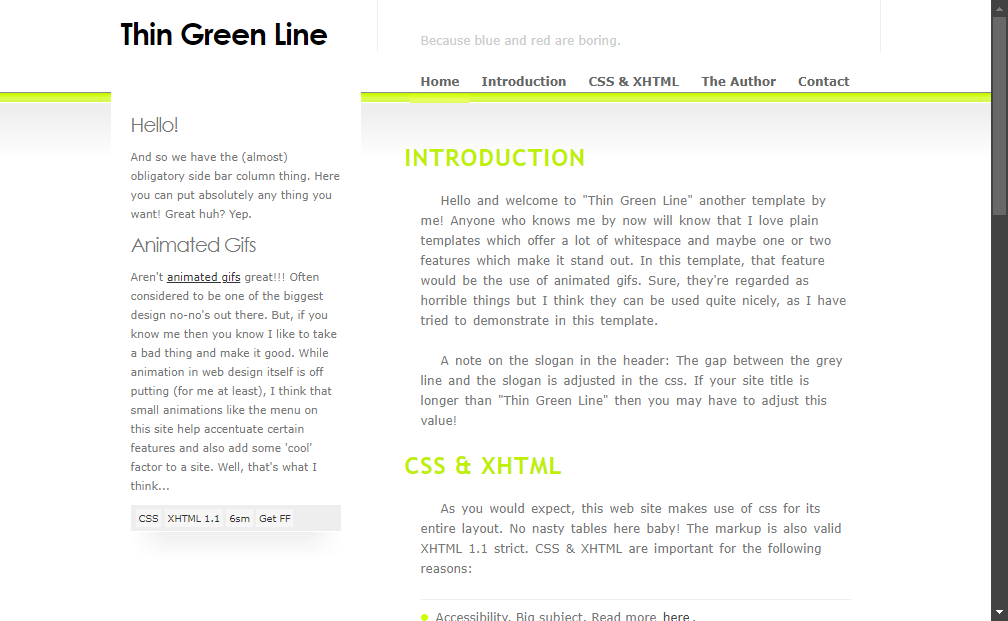 Thin Green Line
Because blue and red are boring.
Home Introduction CSS & XHTML The Author Contact
Hello!
And so we have the (almost)
obligatory side bar column thing. Here
you can put absolutely any thing you
want! Great huh? Yep.
Animated Gifs
Aren't animated gifs great!!! Often
considered to be one of the biggest
design no-no's out there. But, if you
know me then you know I like to take
a bad thing and make it good. While
animation in web design itself is off
putting (for me at least), I think that
small animations like the menu on
this site help accentuate certain
features and also add some 'cool'
factor to a site. Well, that's what I
think...
CSS XHTML 1.1 6sm Get FF
INTRODUCTION
Hello and welcome to "Thin Green Line" another template by
me! Anyone who knows me by now will know that I love plain
templates which offer a lot of whitespace and maybe one or two
features which make it stand out. In this template, that feature
would be the use of animated gifs. Sure, they're regarded as
horrible things but I think they can be used quite nicely, as I have
tried to demonstrate in this template.
A note on the slogan in the header: The gap between the grey
line and the slogan is adjusted in the css. If your site title is
longer than "Thin Green Line" then you may have to adjust this
value!
CSS & XHTML
As you would expect, this web site makes use of css for its
entire layout. No nasty tables here baby! The markup is also valid
XHTML 1.1 strict. CSS & XHTML are important for the following
reasons:
Accessibility. Big subject. Read more here.